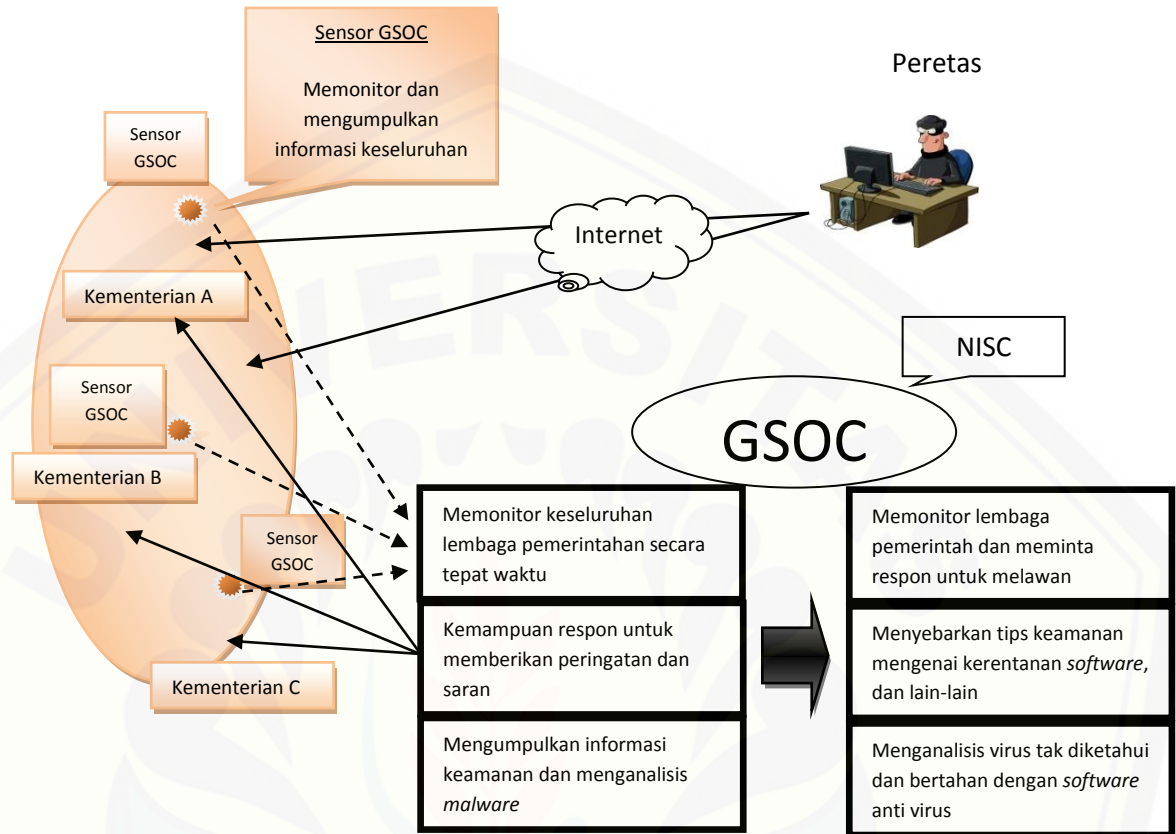 Sensor GSOC
Memonitor dan
mengumpulkan
informasi keseluruhan
Peretas
Sensor
GSOC
Internet
Kementerian A
NISC
Sensor
GSOC
GSOC
Kementerian B
Sensor
GSOC
Kementerian C
Memonitor keseluruhan
lembaga pemerintahan secara
tepat waktu
Kemampuan respon untuk
memberikan peringatan dan
saran
Mengumpulkan informasi
keamanan dan menganalisis
malware
Memonitor lembaga
pemerintah dan meminta
respon untuk melawan
Menyebarkan tips keamanan
mengenai kerentanan software,
dan lain-lain
Menganalisis virus tak diketahui
dan bertahan dengan software
anti virus